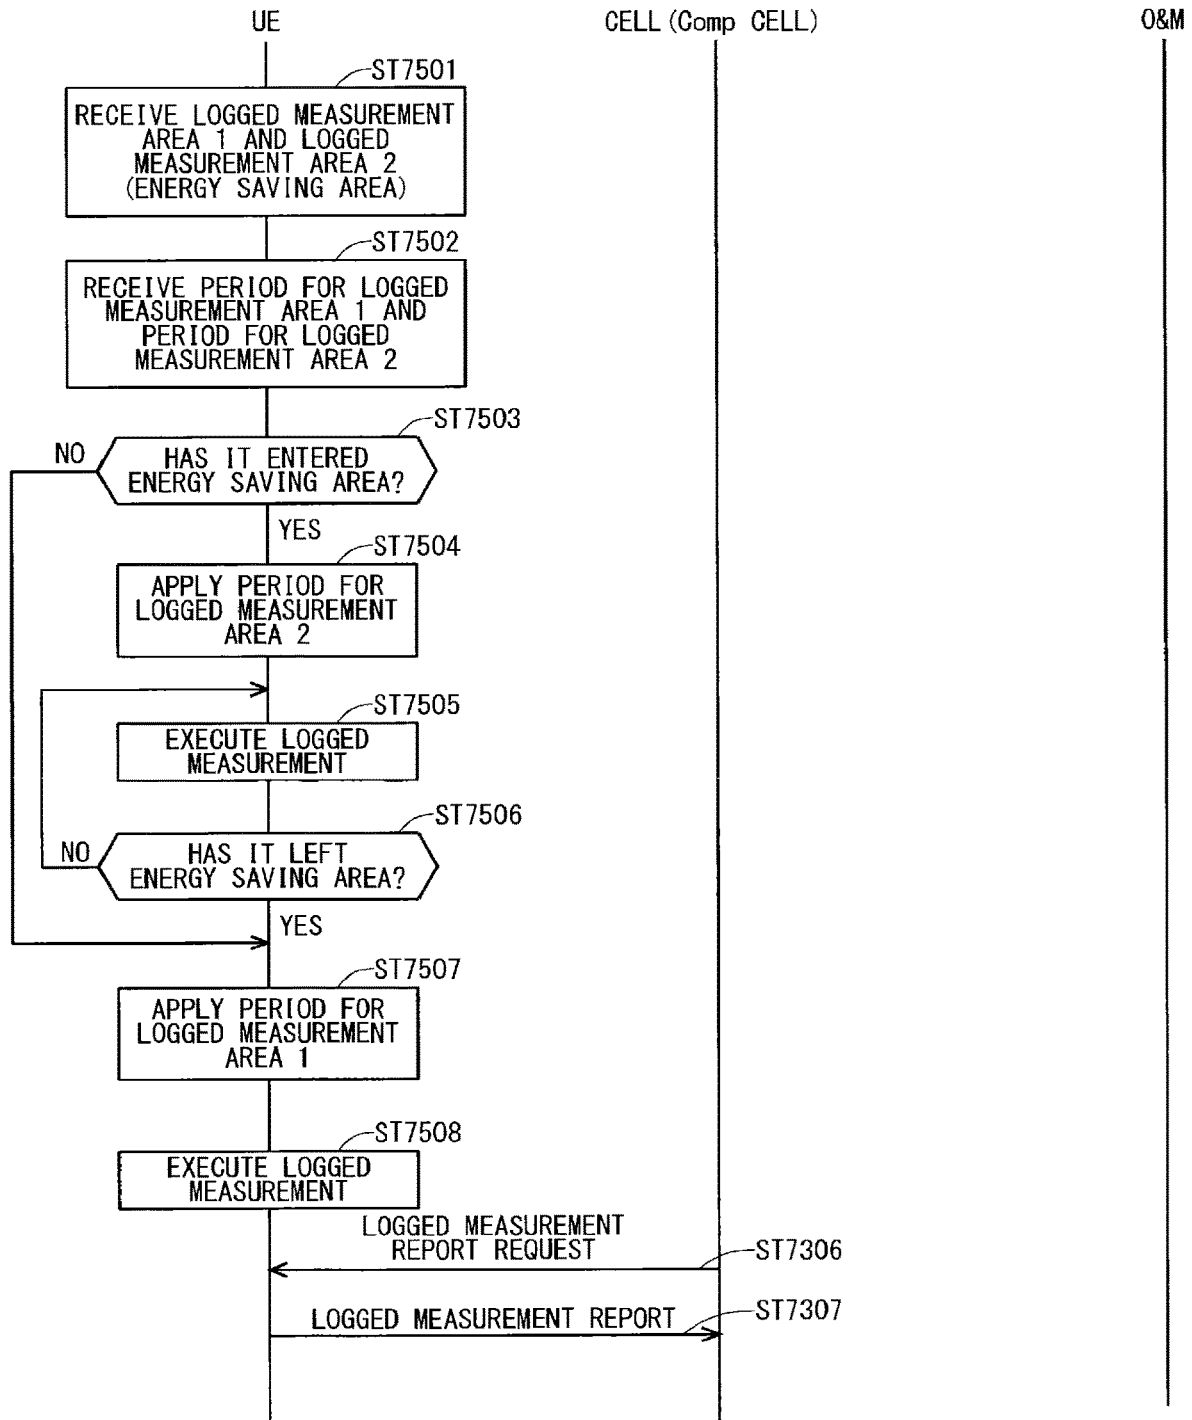 UE
CELL(Comp CELL)
O&M
ST7501
RECEIVE LOGGED MEASUREMENT
AREA 1 AND LOGGED
MEASUREMENT AREA 2
(ENERGY SAVING AREA)
ST7502
RECEIVE PERIOD FOR LOGGED
MEASUREMENT AREA 1 AND
PERIOD FOR LOGGED
MEASUREMENT AREA 2
ST7503
NO
HAS IT ENTERED
ENERGY SAVING AREA?
YES
ST7504
APPLY PERIOD FOR
LOGGED MEASUREMENT
AREA 2
ST7505
EXECUTE LOGGED
MEASUREMENT
ST7506
NO
HAS IT LEFT
ENERGY SAVING AREA?
YES
ST7507
APPLY PERIOD FOR
LOGGED MEASUREMENT
AREA 1
ST7508
EXECUTE LOGGED
MEASUREMENT
LOGGED MEASUREMENT
REPORT REQUEST
ST7306
LOGGED MEASUREMENT REPORT
ST7307